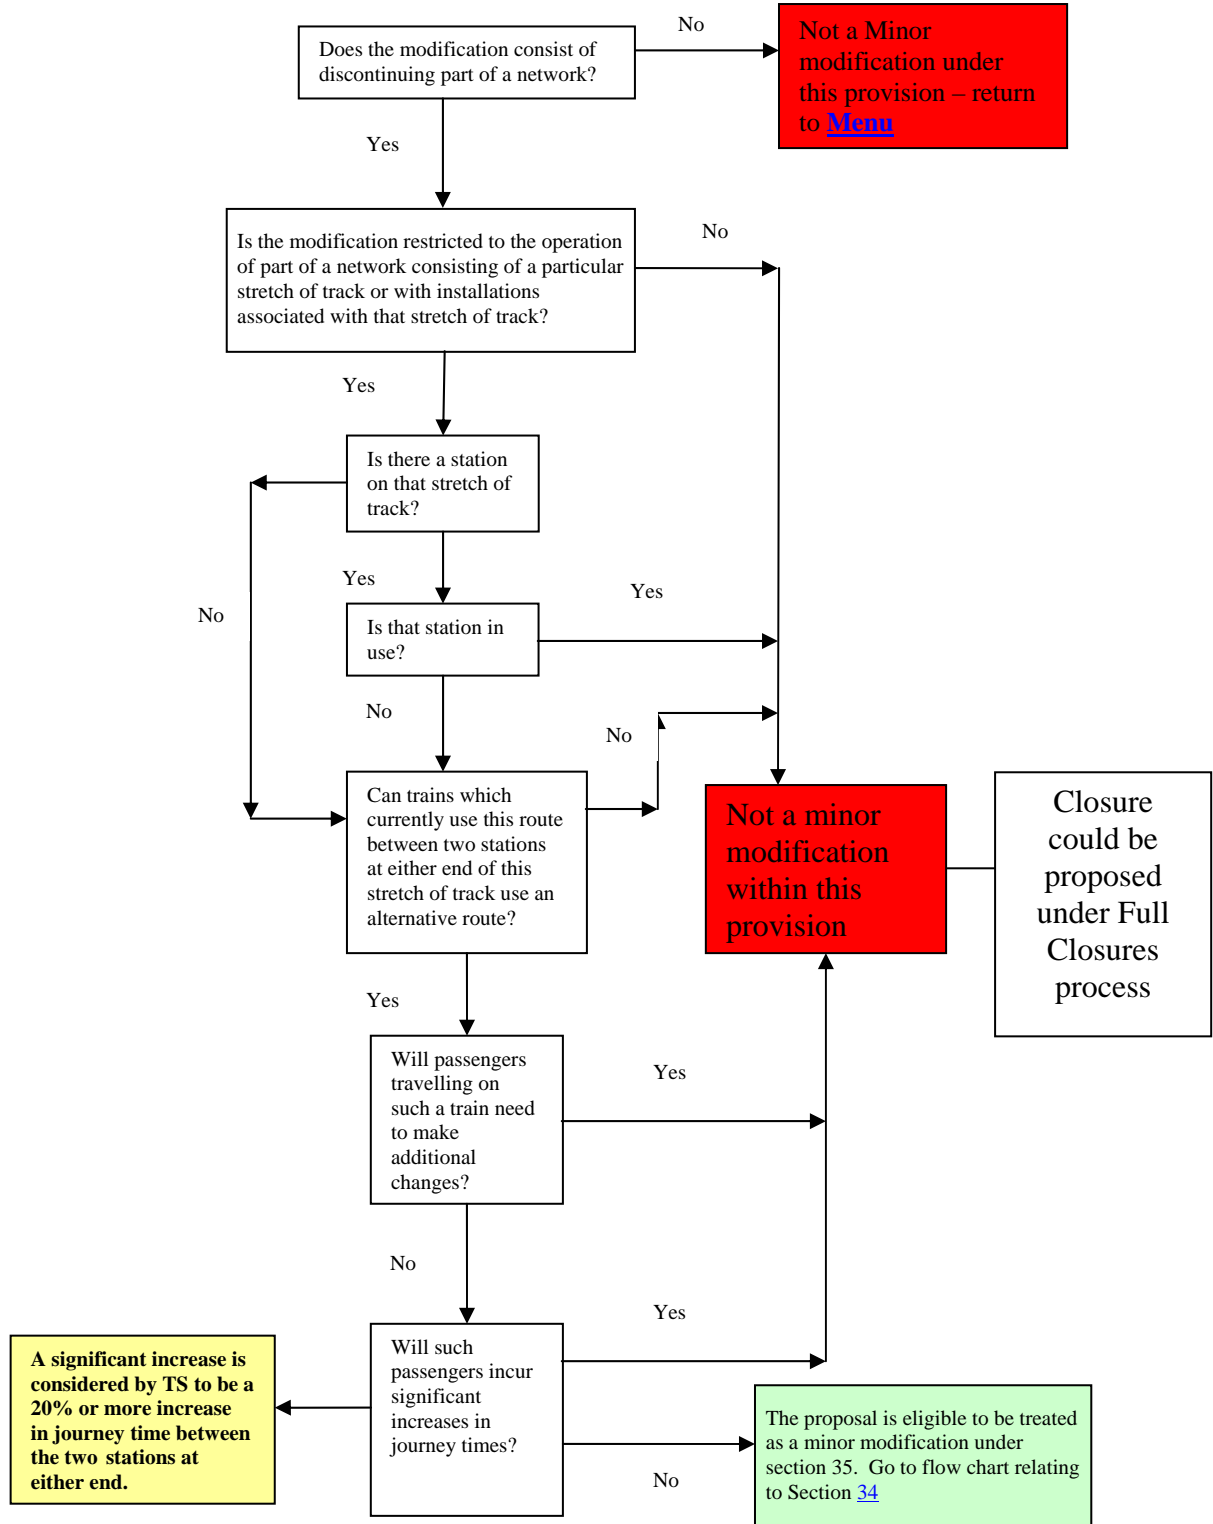 No
Does the modification consist of
discontinuing part of a network?
Not a Minor
modification under
this provision – return
to Menu
Yes
Is the modification restricted to the operation
of part of a network consisting of a particular
stretch of track or with installations
associated with that stretch of track?
No
Yes
Is there a station
on that stretch of
track?
Yes
Yes
No
Is that station in
use?
No
No
Can trains which
currently use this route
between two stations
at either end of this
stretch of track use an
alternative route?
Not a minor
modification
within this
provision
Closure
could be
proposed
under Full
Closures
process
Yes
Will passengers
travelling on
such a train need
to make
additional
changes?
Yes
No
Yes
Will such
passengers incur
significant
increases in
journey times?
A significant increase is
considered by TS to be a
20% or more increase
in journey time between
the two stations at
either end.
No
The proposal is eligible to be treated
as a minor modification under
section 35.  Go to flow chart relating
to Section 34